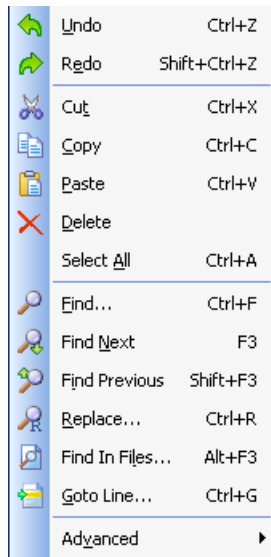 Undo Ctrl+Z
Redo Shift+Ctrl+Z
Cut Ctrl+X
Copy Ctrl+C
Paste Ctrl+V
Delete
Select All Ctrl+A
Find... Ctrl+F
Find Next F3
Find Previous Shift+F3
Replace... Ctrl+R
Find In Files... Alt+F3
Goto Line... Ctrl+G
Advanced